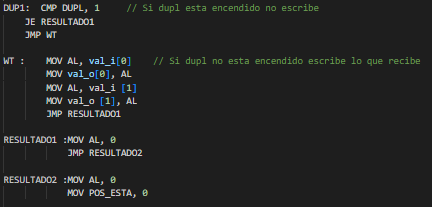 DUP1:  CMP DUPL, 1     // Si dupl esta encendido no escribe
    JE RESULTADO1
    JMP WT

WT :    MOV AL, val_i[0]    // Si dupl no esta encendido escribe lo que recibe
        MOV val_o[0], AL
        MOV AL, val_i [1]
        MOV val_o [1], AL
        JMP RESULTADO1

RESULTADO1 :MOV AL, 0
            JMP RESULTADO2

RESULTADO2 :MOV AL, 0
            MOV POS_ESTA, 0